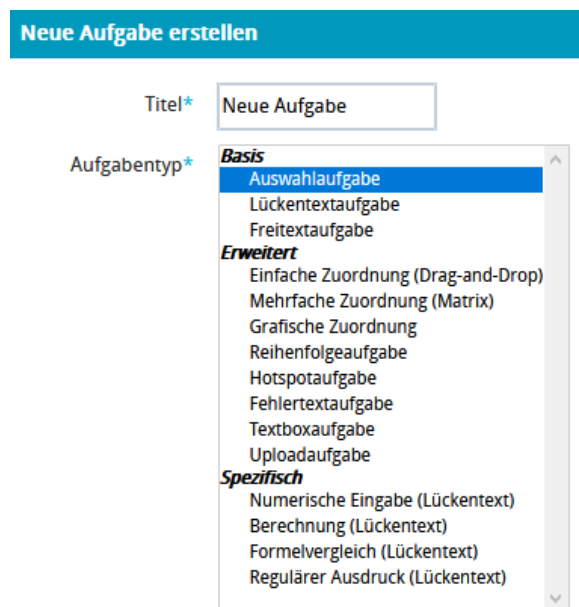 Neue Aufgabe erstellen
Titel* Neue Aufgabe
Aufgabentyp* Basis
Auswahlaufgabe
Lückentextaufgabe
Freitextaufgabe
Erweitert
Einfache Zuordnung (Drag-and-Drop)
Mehrfache Zuordnung (Matrix)
Grafische Zuordnung
Reihenfolgeaufgabe
Hotspotaufgabe
Fehlertextaufgabe
Textboxaufgabe
Uploadaufgabe
Spezifisch
Numerische Eingabe (Lückentext)
Berechnung (Lückentext)
Formelvergleich (Lückentext)
Regulärer Ausdruck (Lückentext)